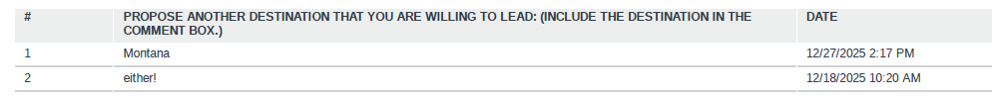 # PROPOSE ANOTHER DESTINATION THAT YOU ARE WILLING TO LEAD: (INCLUDE THE DESTINATION IN THE DATE
COMMENT BOX.)
1 Montana 12/27/2025 2:17 PM
2 either! 12/18/2025 10:20 AM